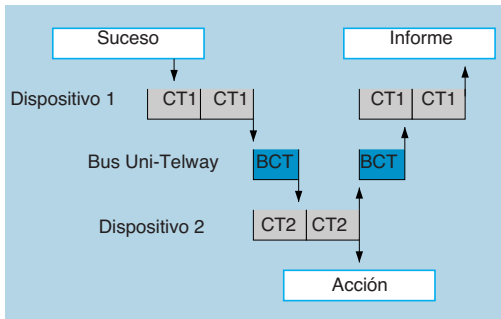 Suceso Informe
Dispositivo 1 CT1 CT1 CT1 CT1
Bus Uni-Telway BCT BCT
Dispositivo 2 CT2 CT2
Acción